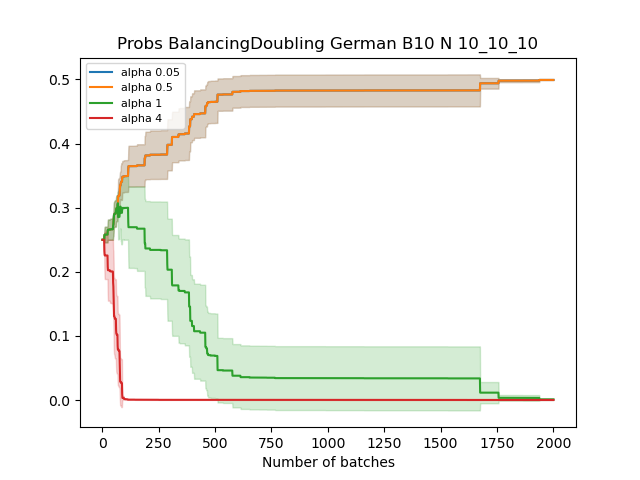 Probs BalancingDoubling German B10 N 10_10_10
alpha 0.05
alpha 0.5
alpha 1
alpha 4
0.5
0.4
0.3
0.2
0.1
0.0
0 250 500 750 1000 1250 1500 1750 2000
Number of batches